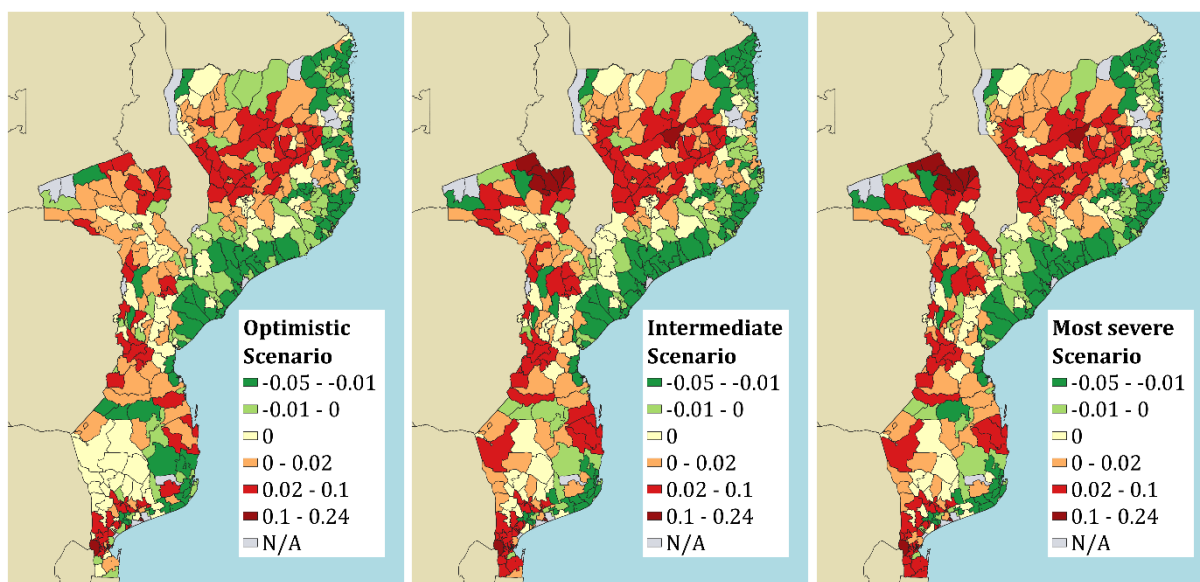 Optimistic
Scenario
-0.05 - -0.01
-0.01 - 0
0
0 - 0.02
0.02 - 0.1
0.1 - 0.24
N/A
Intermediate
Scenario
-0.05 - -0.01
-0.01 - 0
0
0 - 0.02
0.02 - 0.1
0.1 - 0.24
N/A
Most severe
Scenario
-0.05 - -0.01
-0.01 - 0
0
0 - 0.02
0.02 - 0.1
0.1 - 0.24
N/A